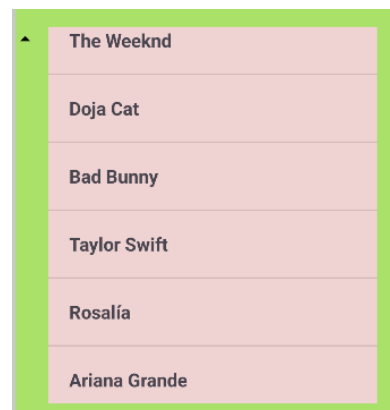 The Weeknd
Doja Cat
Bad Bunny
Taylor Swift
Rosalía
Ariana Grande